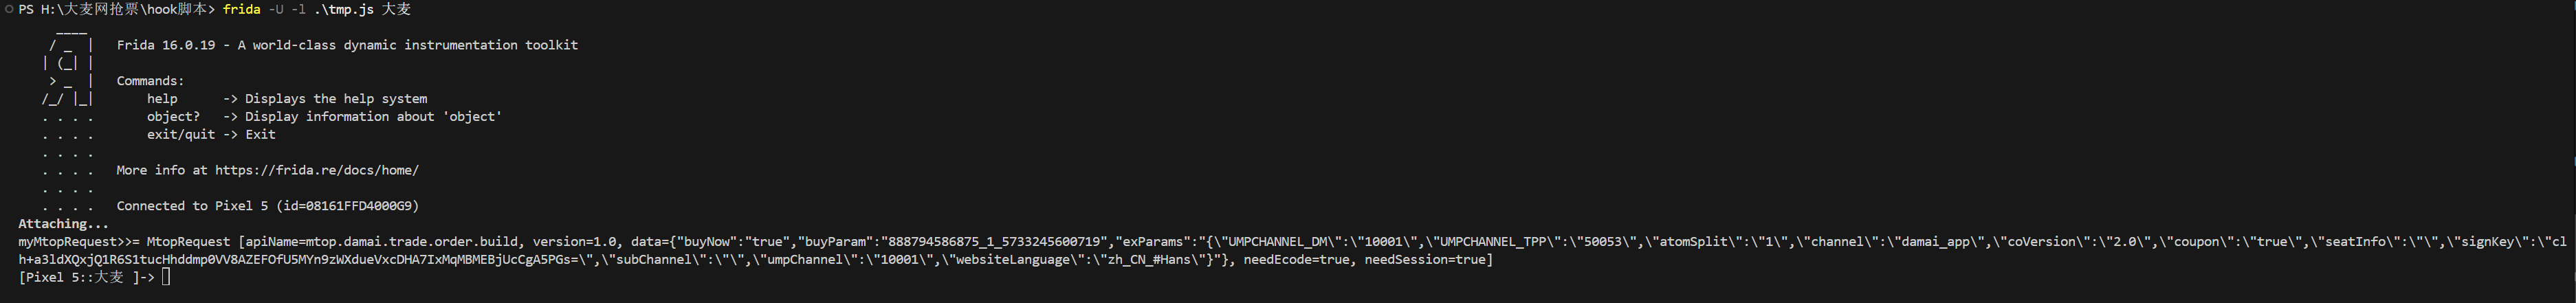 PS H:\大麦网抢票\hook脚本> frida -U -l .\tmp.js 大麦
     ____
    / _  |   Frida 16.0.19 - A world-class dynamic instrumentation toolkit
   | (_| |
    > _  |   Commands:
   /_/ |_|       help      -> Displays the help system
   . . . .       object?   -> Display information about 'object'
   . . . .       exit/quit -> Exit
   . . . .
   . . . .   More info at https://frida.re/docs/home/
   . . . .
   . . . .   Connected to Pixel 5 (id=08161FFD4000G9)
Attaching...
myMtopRequest>>= MtopRequest [apiName=mtop.damai.trade.order.build, version=1.0, data={"buyNow":"true","buyParam":"888794586875_1_5733245600719","exParams":"{\"UMPCHANNEL_DM\":\"10001\",\"UMPCHANNEL_TPP\":\"50053\",\"atomSplit\":\"1\",\"channel\":\"damai_app\",\"coVersion\":\"2.0\",\"coupon\":\"true\",\"seatInfo\":\"\",\"signKey\":\"clh
h+a3ldXQxjQ1R6S1tucHhddmp0VV8AZEFOfU5MYn9zWXdueVxcDHA7IxMqMBMEBjUcCgA5PGs=\",\"subChannel\":\"\",\"umpChannel\":\"10001\",\"websiteLanguage\":\"zh_CN_#Hans\"}"}, needEcode=true, needSession=true]
[Pixel 5::大麦 ]->